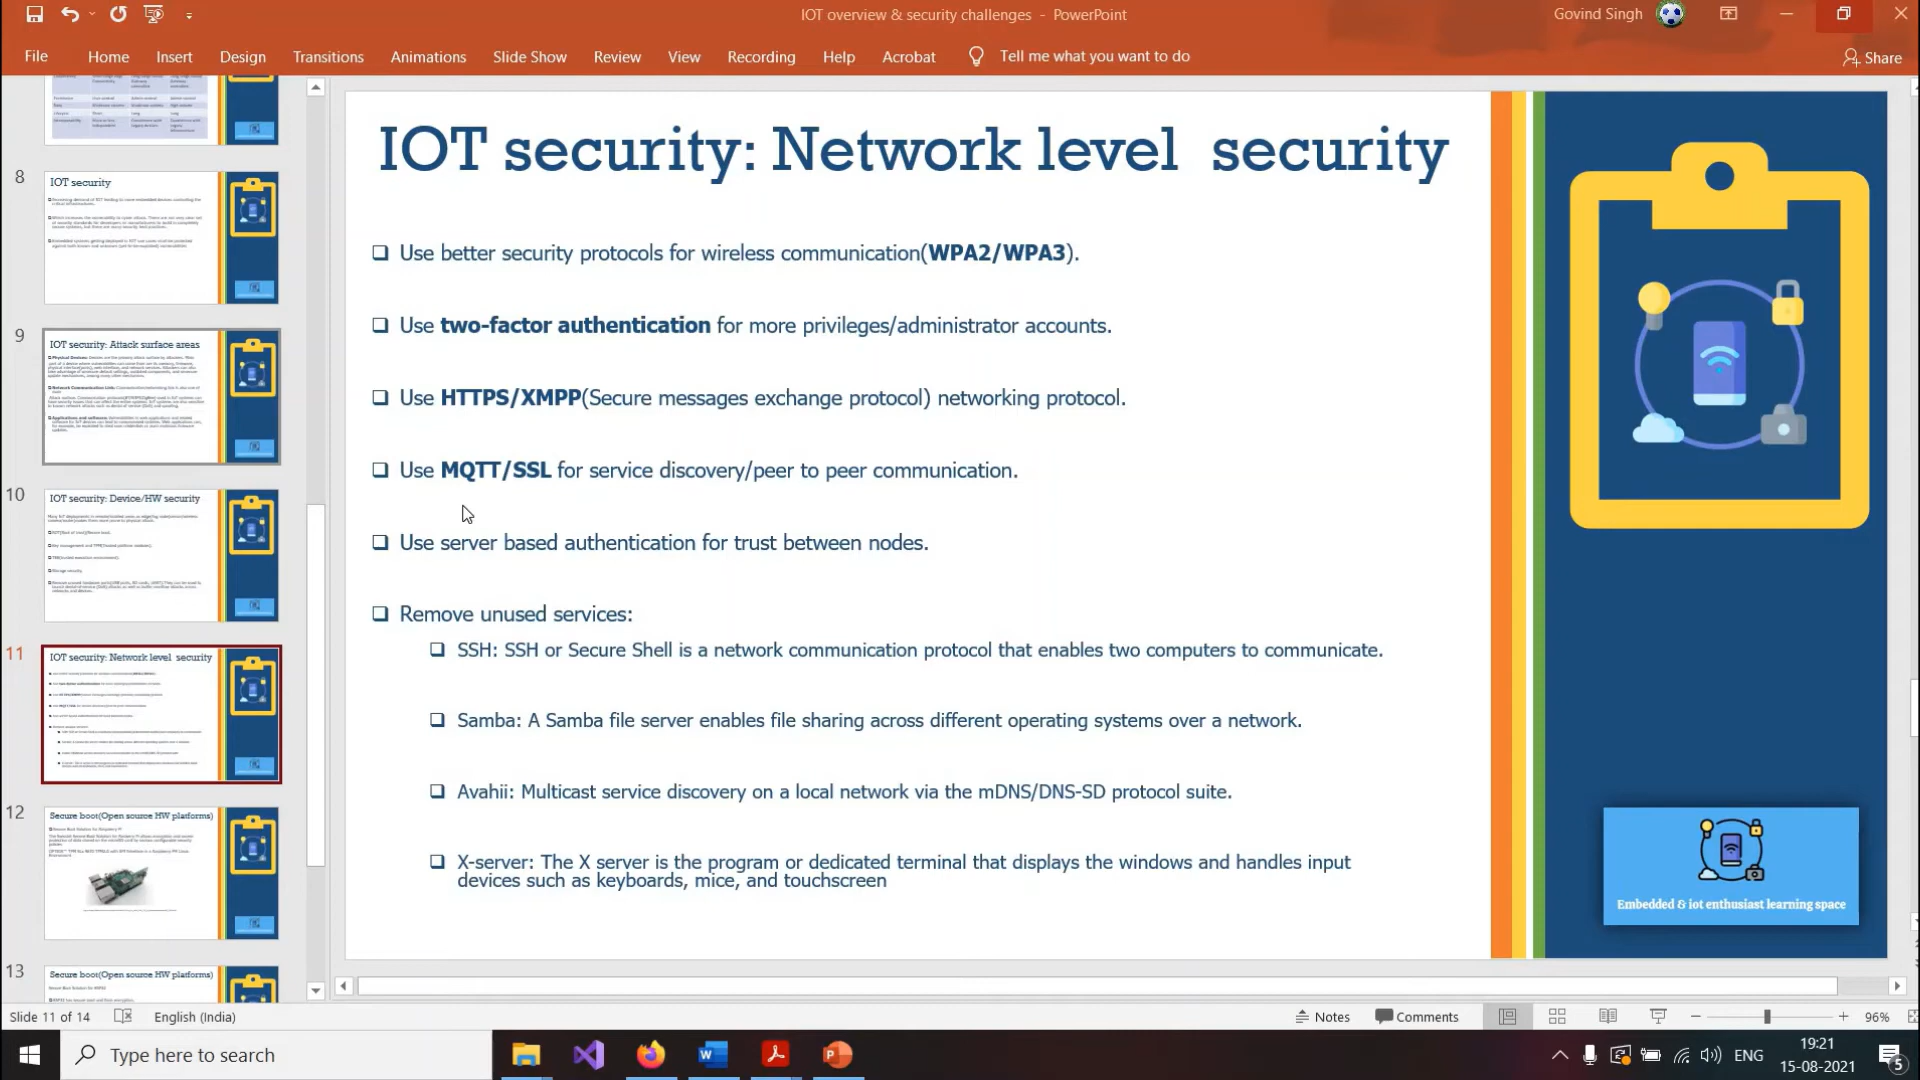 IOT overview & security challenges - PowerPoint
Govind Singh
File Home Insert Design Transitions Animations Slide Show Review View Recording Help Acrobat Tell me what you want to do Share
8
IOT security
9
IOT security: Attack surface areas
10
IOT security: Device/HW security
11
IOT security: Network level security
12
Secure boot(Open source HW platforms)
13
Secure boot(Open source HW platforms)
IOT security: Network level security
Use better security protocols for wireless communication(WPA2/WPA3).
Use two-factor authentication for more privileges/administrator accounts.
Use HTTPS/XMPP(Secure messages exchange protocol) networking protocol.
Use MQTT/SSL for service discovery/peer to peer communication.
Use server based authentication for trust between nodes.
Remove unused services:
SSH: SSH or Secure Shell is a network communication protocol that enables two computers to communicate.
Samba: A Samba file server enables file sharing across different operating systems over a network.
Avahii: Multicast service discovery on a local network via the mDNS/DNS-SD protocol suite.
X-server: The X server is the program or dedicated terminal that displays the windows and handles input
devices such as keyboards, mice, and touchscreen
Embedded & iot enthusiast learning space
Slide 11 of 14 English (India) Notes Comments 96%
Type here to search
ENG
19:21
15-08-2021
5